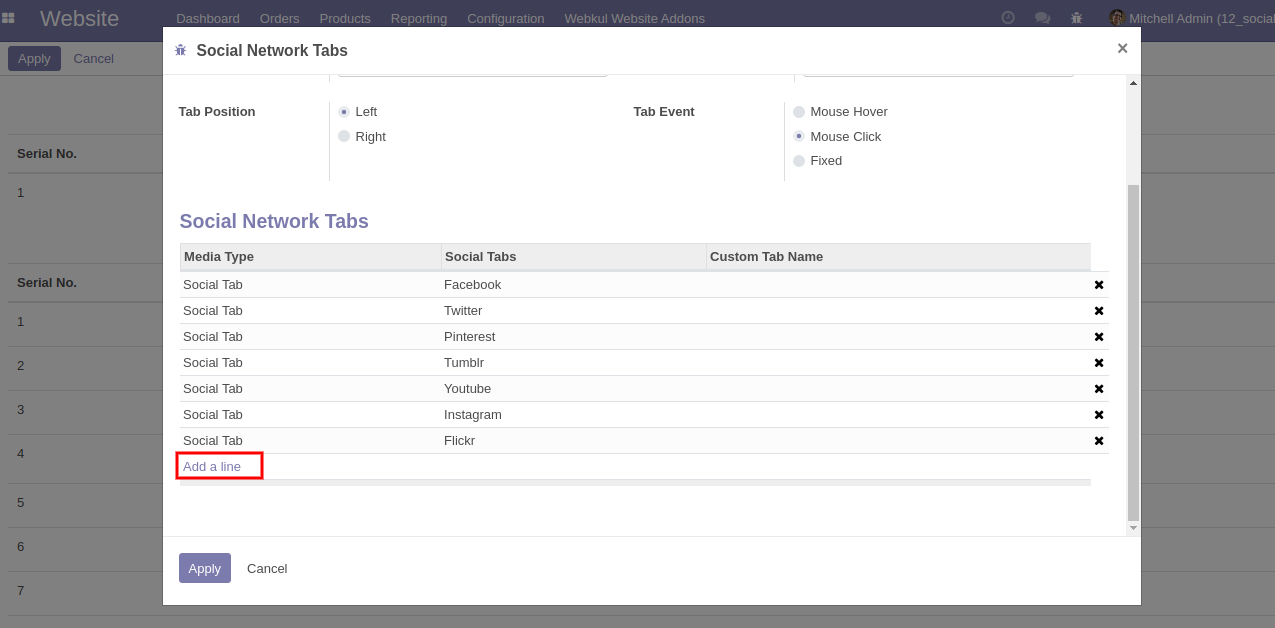 Website Dashboard Orders Products Reporting Configuration Webkul Website Addons Mitchell Admin (12_social
Apply Cancel
Social Network Tabs ×
Tab Position Left Tab Event Mouse Hover
Right Mouse Click
Fixed
Serial No.
1
Serial No.
1
2
3
4
5
6
7
Social Network Tabs
Media Type Social Tabs Custom Tab Name
Social Tab Facebook
Social Tab Twitter
Social Tab Pinterest
Social Tab Tumblr
Social Tab Youtube
Social Tab Instagram
Social Tab Flickr
Add a line
Apply Cancel